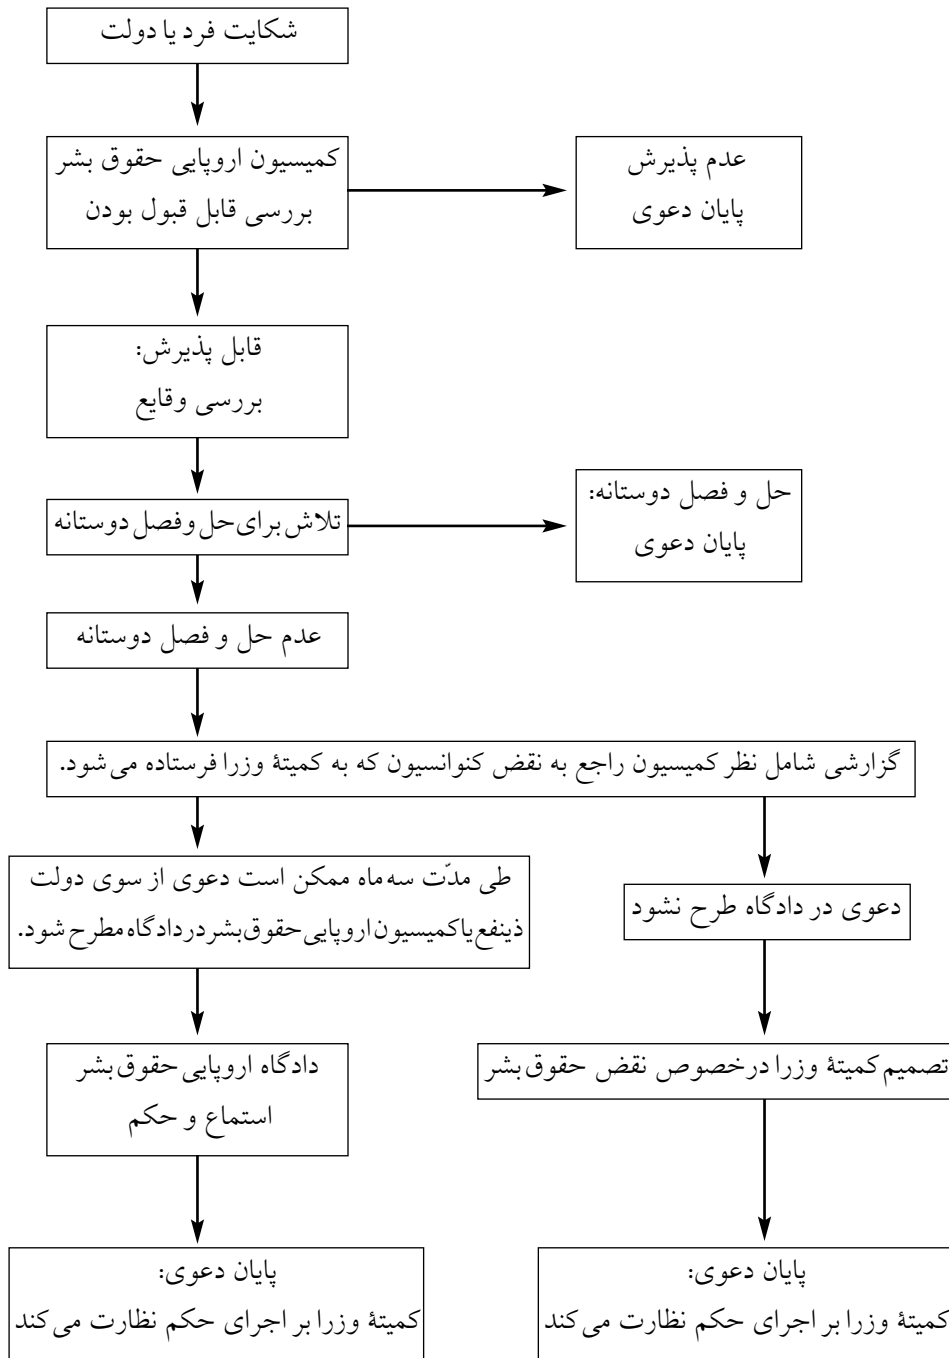 شکایت فرد یا دولت
کمیسیون اروپایی حقوق بشر
بررسی قابل قبول بودن
عدم پذیرش
پایان دعوی
قابل پذیرش:
بررسی وقایع
تلاش برای حل و فصل دوستانه
حل و فصل دوستانه:
پایان دعوی
عدم حل و فصل دوستانه
گزارشی شامل نظر کمیسیون راجع به نقض کنوانسیون که به کمیتهٔ وزرا فرستاده می‌شود.
طی مدّت سه ماه ممکن است دعوی از سوی دولت
ذینفع یا کمیسیون اروپایی حقوق بشر در دادگاه مطرح شود.
دعوی در دادگاه طرح نشود
دادگاه اروپایی حقوق بشر
استماع و حکم
تصمیم کمیتهٔ وزرا درخصوص نقض حقوق بشر
پایان دعوی:
کمیتهٔ وزرا بر اجرای حکم نظارت می‌کند
پایان دعوی:
کمیتهٔ وزرا بر اجرای حکم نظارت می‌کند